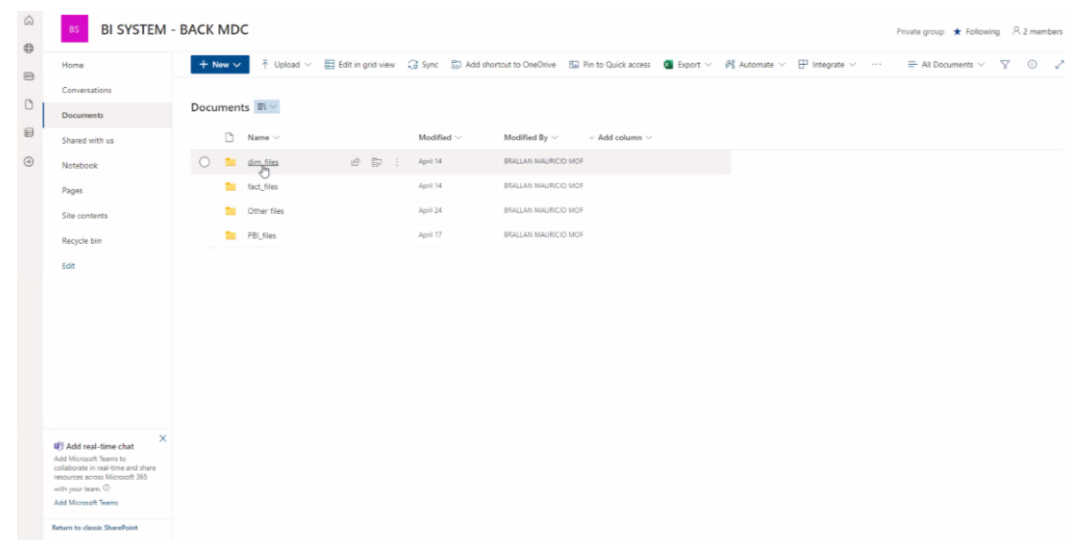 BS BI SYSTEM - BACK MDC
Private group Following 2 members
Home
Conversations
Documents
Shared with us
Notebook
Pages
Site contents
Recycle bin
Edit
New Upload Edit in grid view Sync Add shortcut to OneDrive Pin to Quick access Export Automate Integrate ··· All Documents
Documents
Name Modified Modified By + Add column
dim_files April 14 BRALLAN MAURICIO MOR
fact_files April 14 BRALLAN MAURICIO MOR
Other files April 24 BRALLAN MAURICIO MOR
PBI_files April 17 BRALLAN MAURICIO MOR
Add real-time chat
Add Microsoft Teams to
collaborate in real-time and share
resources across Microsoft 365
with your team.
Add Microsoft Teams
Return to classic SharePoint